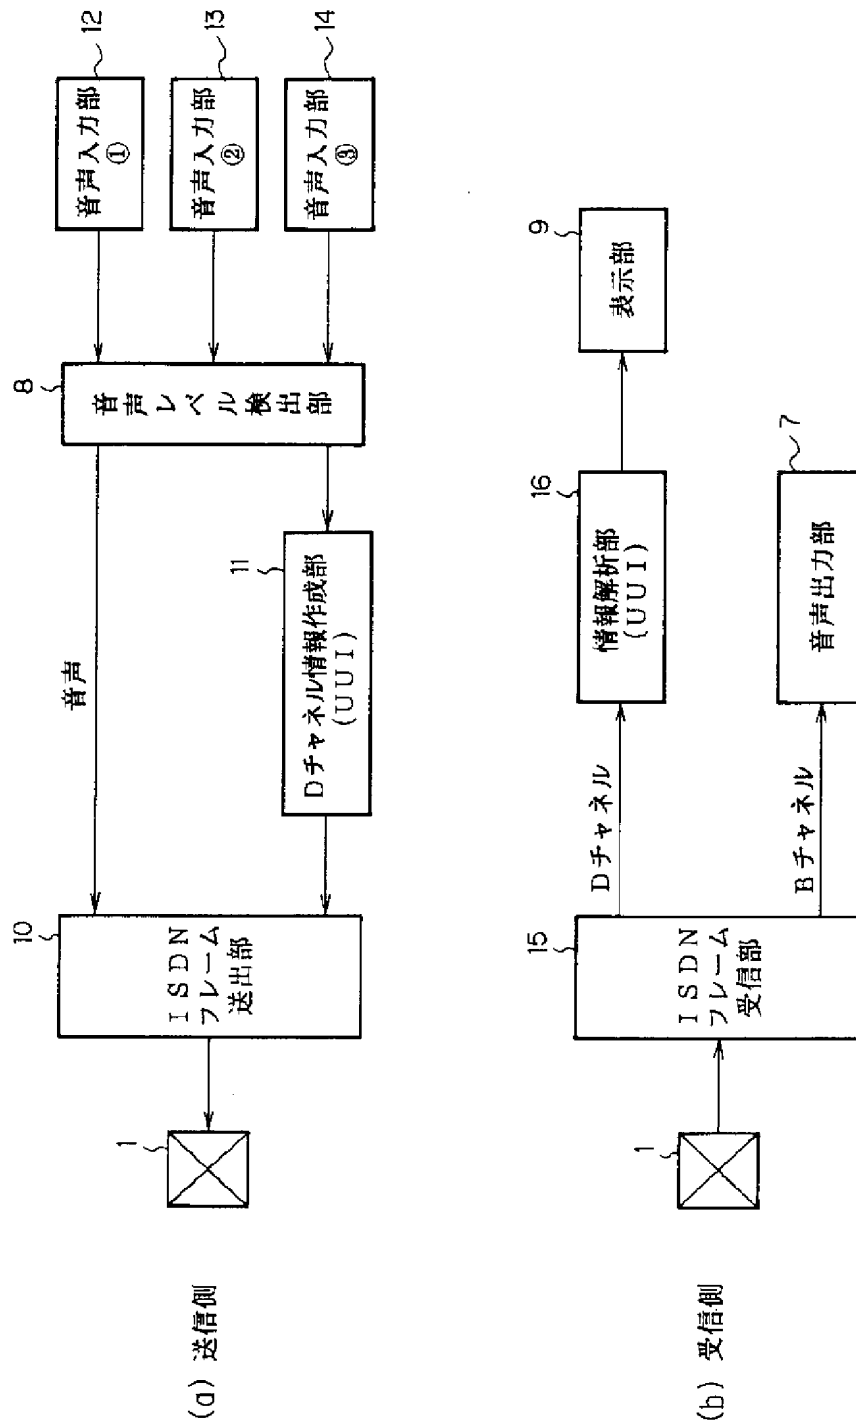 (a) 送信側
1
10
ISDN
フレーム
送出部
音声
11
Dチャネル情報作成部
(UUI)
8
音声レベル検出部
音声入力部
①
12
音声入力部
②
13
音声入力部
③
14
(b) 受信側
1
15
ISDN
フレーム
受信部
Dチャネル
Bチャネル
16
情報解析部
(UUI)
9
表示部
7
音声出力部